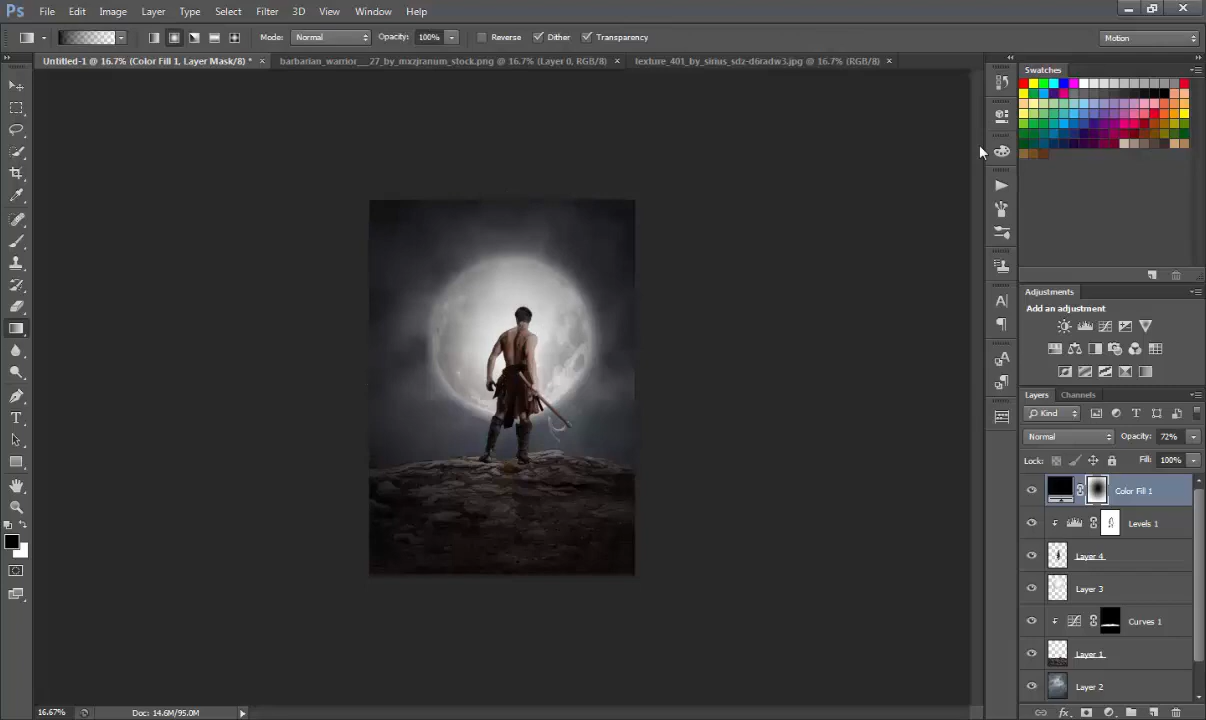 Ps File Edit Image Layer Type Select Filter 3D View Window Help
Mode: Normal Opacity: 100% Reverse Dither Transparency Motion
Untitled-1 @ 16.7% (Color Fill 1, Layer Mask/8) * × barbarian_warrior___27_by_mxzjranum_stock.png @ 16.7% (Layer 0, RGB/8) × texture_401_by_sirius_sdz-d6radw3.jpg @ 16.7% (RGB/8) ×
Swatches
Adjustments
Add an adjustment
Layers Channels
Kind
Normal Opacity: 72%
Lock: Fill: 100%
Color Fill 1
Levels 1
Layer 4
Layer 3
Curves 1
Layer 1
Layer 2
16.67% Doc: 14.6M/95.0M